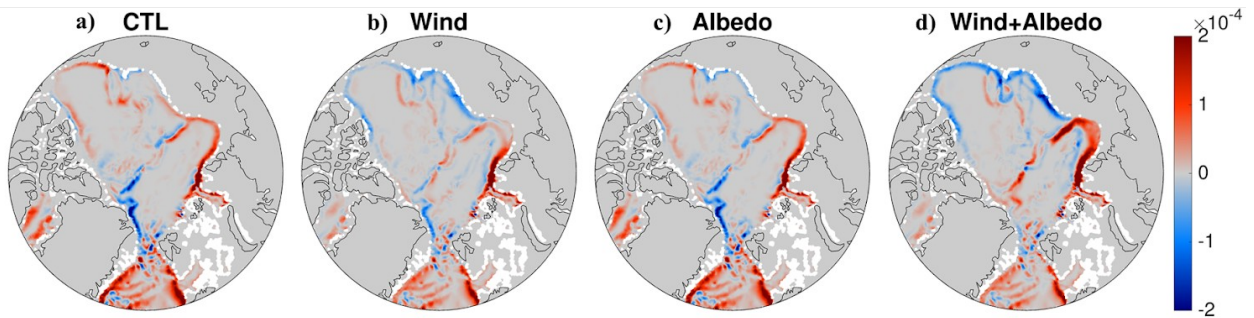 a) CTL
b) Wind
c) Albedo
d) Wind+Albedo
×10⁻⁴
2
1
0
-1
-2